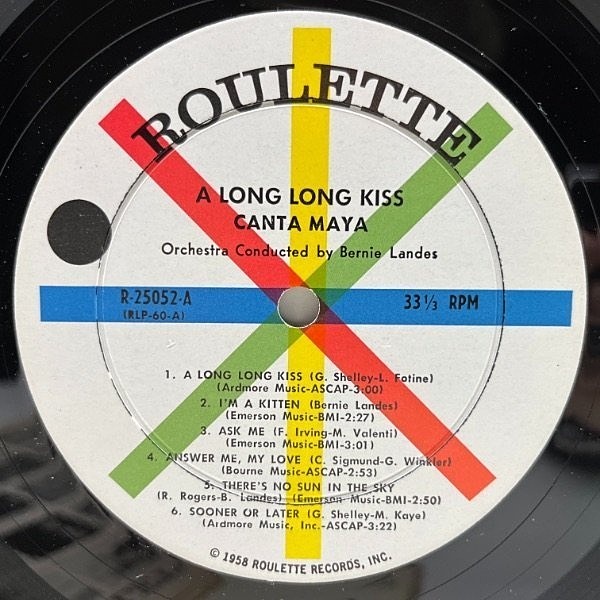 ROULETTE
A LONG LONG KISS
CANTA MAYA
Orchestra Conducted by Bernie Landes
R-25052-A 33⅓ RPM
(RLP-60-A)
1. A LONG LONG KISS (G. Shelley-L. Fotine)
(Ardmore Music-ASCAP-3:00)
2. I'M A KITTEN (Bernie Landes)
(Emerson Music-BMI-2:27)
3. ASK ME (F. Irving-M. Valenti)
(Emerson Music-BMI-3:01)
4. ANSWER ME, MY LOVE (C. Sigmund-G. Winkler)
(Bourne Music-ASCAP-2:53)
5. THERE'S NO SUN IN THE SKY
(R. Rogers-B. Landes) (Emerson Music-BMI-2:50)
6. SOONER OR LATER (G. Shelley-M. Kaye)
(Ardmore Music, Inc.-ASCAP-3:22)
© 1958 ROULETTE RECORDS, INC.